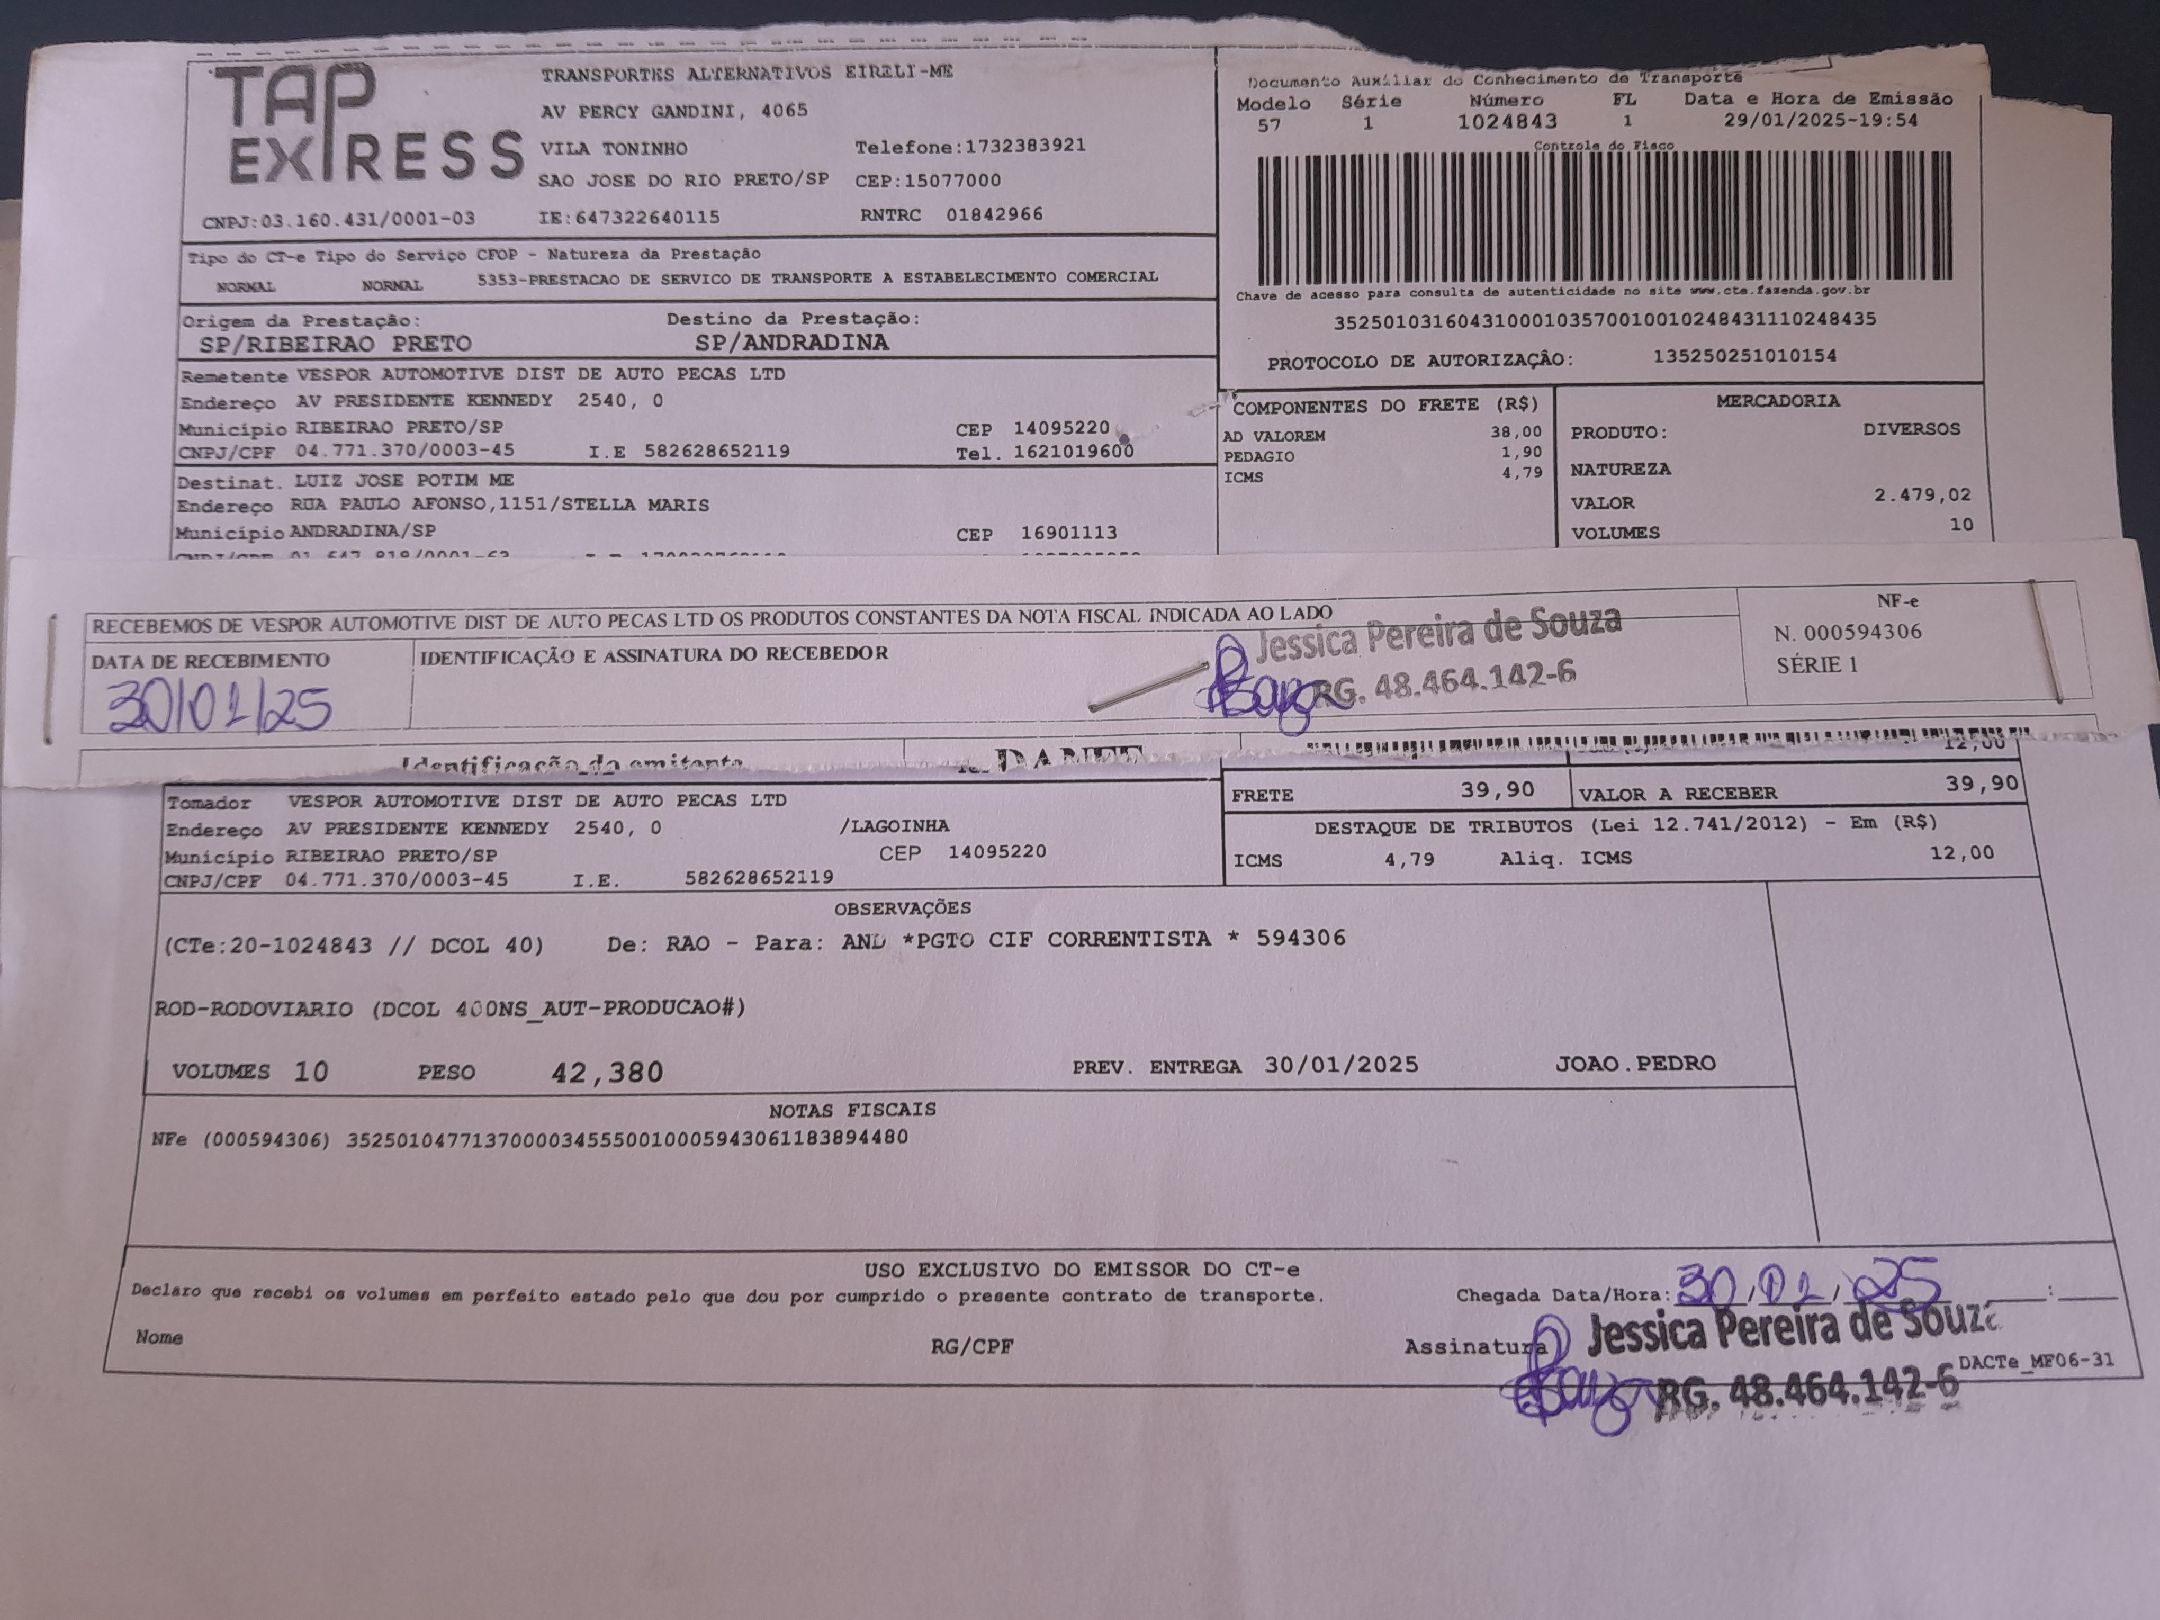 TAP EXPRESS
TRANSPORTES ALTERNATIVOS EIRELI-ME
AV PERCY GANDINI, 4065
VILA TONINHO Telefone:1732383921
SAO JOSE DO RIO PRETO/SP CEP:15077000
CNPJ:03.160.431/0001-03 IE:647322640115 RNTRC 01842966
Documento Auxiliar do Conhecimento de Transporte
Modelo Série Número FL Data e Hora de Emissão
57 1 1024843 1 29/01/2025-19:54
Controle do Fisco
Chave de acesso para consulta de autenticidade no site www.cte.fazenda.gov.br
35250103160431000103570010010248431110248435
PROTOCOLO DE AUTORIZAÇÂO: 135250251010154
Tipo do CT-e Tipo do Serviço CFOP - Natureza da Prestação
NORMAL NORMAL 5353-PRESTACAO DE SERVICO DE TRANSPORTE A ESTABELECIMENTO COMERCIAL
Origem da Prestação: Destino da Prestação:
SP/RIBEIRAO PRETO SP/ANDRADINA
Remetente VESPOR AUTOMOTIVE DIST DE AUTO PECAS LTD
Endereço AV PRESIDENTE KENNEDY 2540, 0
Município RIBEIRAO PRETO/SP CEP 14095220
CNPJ/CPF 04.771.370/0003-45 I.E 582628652119 Tel. 1621019600
Destinat. LUIZ JOSE POTIM ME
Endereço RUA PAULO AFONSO,1151/STELLA MARIS
Município ANDRADINA/SP CEP 16901113
COMPONENTES DO FRETE (R$)
AD VALOREM 38,00
PEDAGIO 1,90
ICMS 4,79
MERCADORIA
PRODUTO: DIVERSOS
NATUREZA
VALOR 2.479,02
VOLUMES 10
RECEBEMOS DE VESPOR AUTOMOTIVE DIST DE AUTO PECAS LTD OS PRODUTOS CONSTANTES DA NOTA FISCAL INDICADA AO LADO
DATA DE RECEBIMENTO IDENTIFICAÇÃO E ASSINATURA DO RECEBEDOR
30/01/25
Jessica Pereira de Souza
RG. 48.464.142-6
NF-e
N. 000594306
SÉRIE 1
Identificação do emitente DANFE
12,00
Tomador VESPOR AUTOMOTIVE DIST DE AUTO PECAS LTD
Endereço AV PRESIDENTE KENNEDY 2540, 0 /LAGOINHA
Município RIBEIRAO PRETO/SP CEP 14095220
CNPJ/CPF 04.771.370/0003-45 I.E. 582628652119
FRETE 39,90 VALOR A RECEBER 39,90
DESTAQUE DE TRIBUTOS (Lei 12.741/2012) - Em (R$)
ICMS 4,79 Aliq. ICMS 12,00
OBSERVAÇÕES
(CTe:20-1024843 // DCOL 40) De: RAO - Para: AND *PGTO CIF CORRENTISTA * 594306
ROD-RODOVIARIO (DCOL 400NS_AUT-PRODUCAO#)
VOLUMES 10 PESO 42,380 PREV. ENTREGA 30/01/2025 JOAO.PEDRO
NOTAS FISCAIS
NFe (000594306) 35250104771370000345550010005943061183894480
USO EXCLUSIVO DO EMISSOR DO CT-e
Declaro que recebi os volumes em perfeito estado pelo que dou por cumprido o presente contrato de transporte.
Chegada Data/Hora: 30/01/25 :
Nome RG/CPF Assinatura
Jessica Pereira de Souza
RG. 48.464.142-6
DACTe_MF06-31